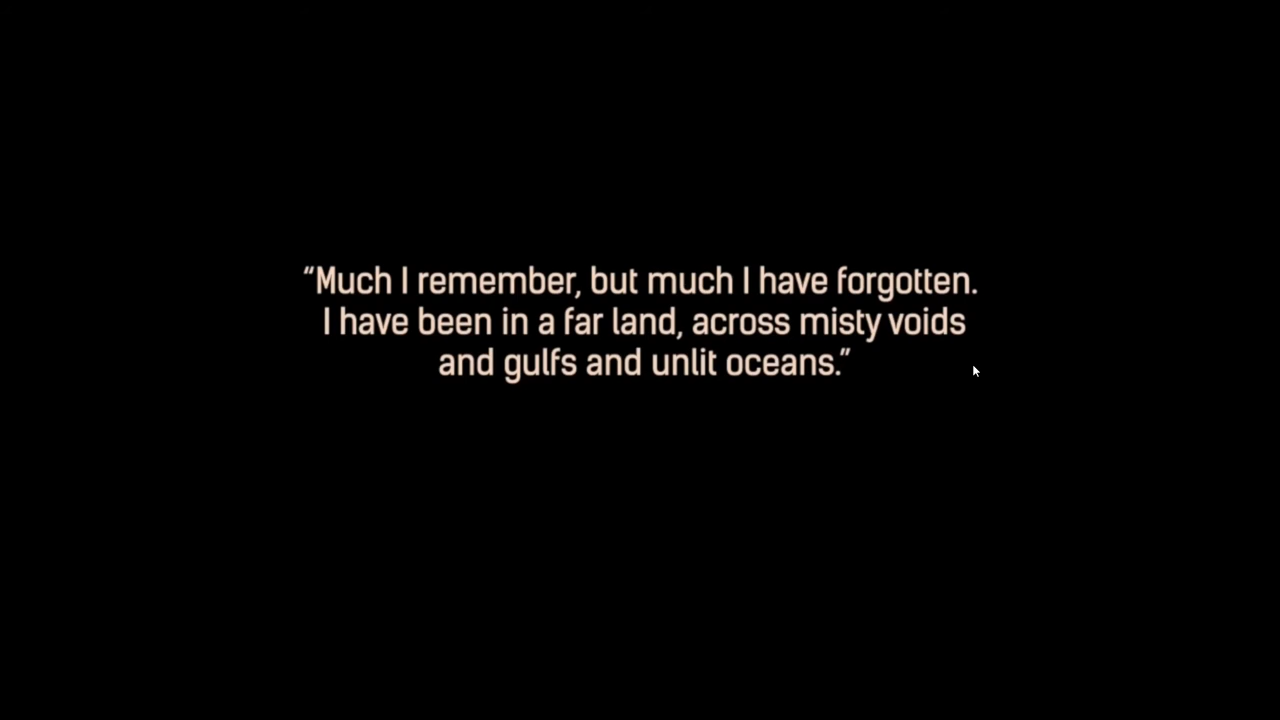 “Much I remember, but much I have forgotten.
I have been in a far land, across misty voids
and gulfs and unlit oceans.”